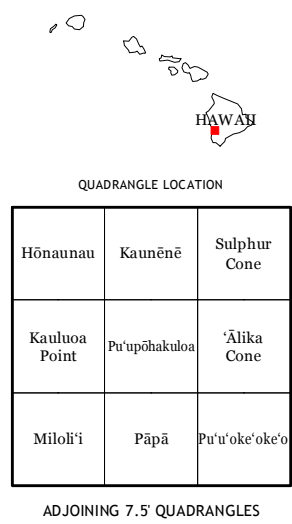 HAWAII
QUADRANGLE LOCATION
Hōnaunau
Kaunēnē
Sulphur
Cone
Kauluoa
Point
Puʻupōhakuloa
ʻĀlika
Cone
Miloliʻi
Pāpā
Puʻuʻokeʻokeʻo
ADJOINING 7.5' QUADRANGLES